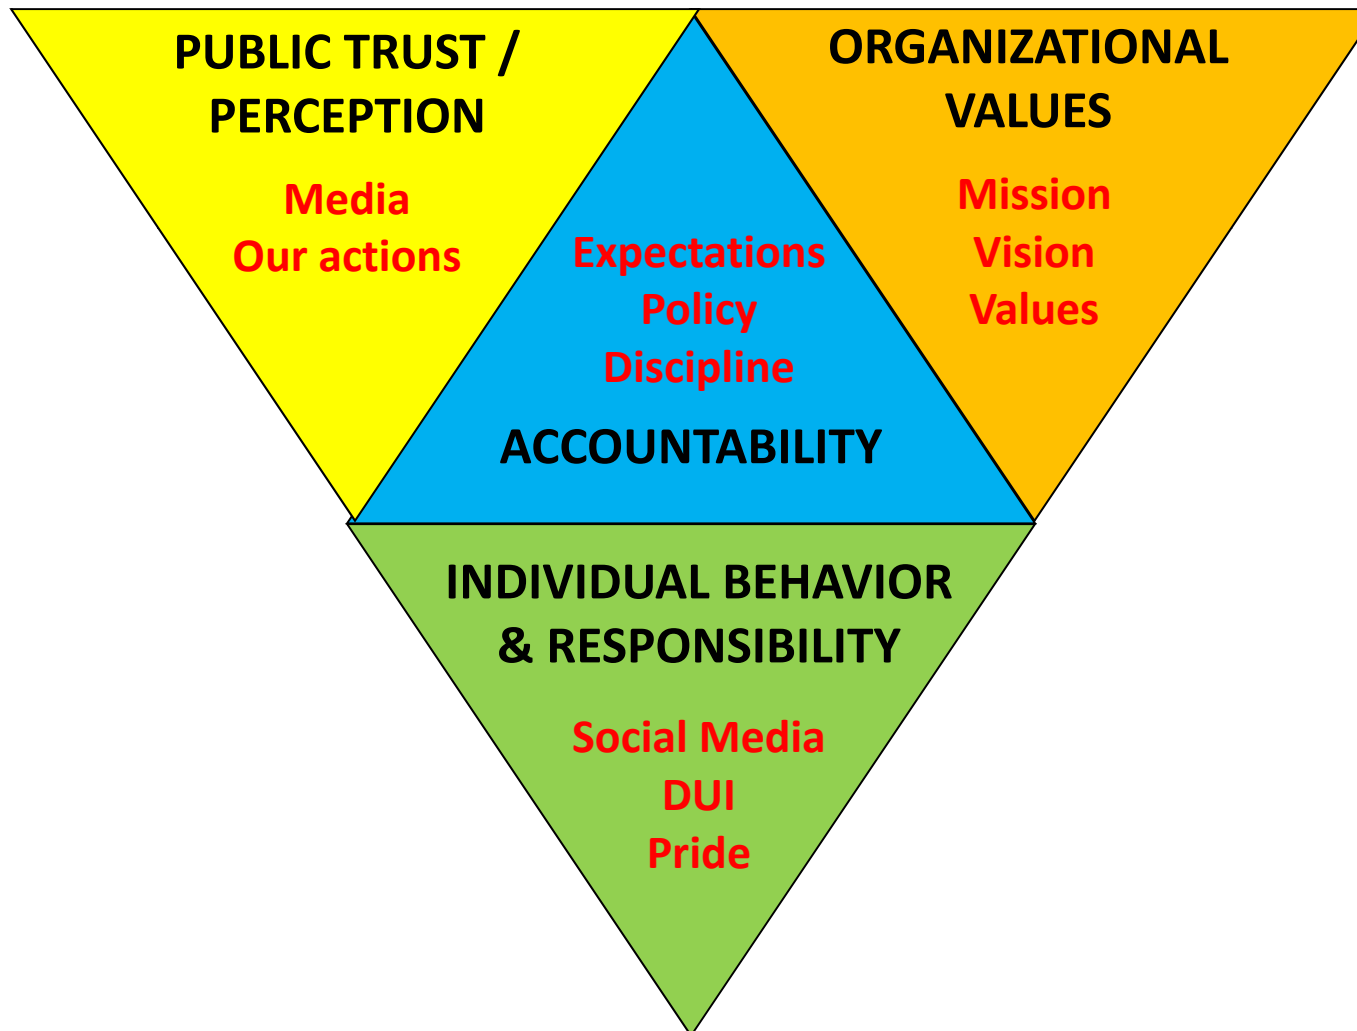 PUBLIC TRUST /
PERCEPTION
Media
Our actions
ORGANIZATIONAL
VALUES
Mission
Vision
Values
Expectations
Policy
Discipline
ACCOUNTABILITY
INDIVIDUAL BEHAVIOR
& RESPONSIBILITY
Social Media
DUI
Pride